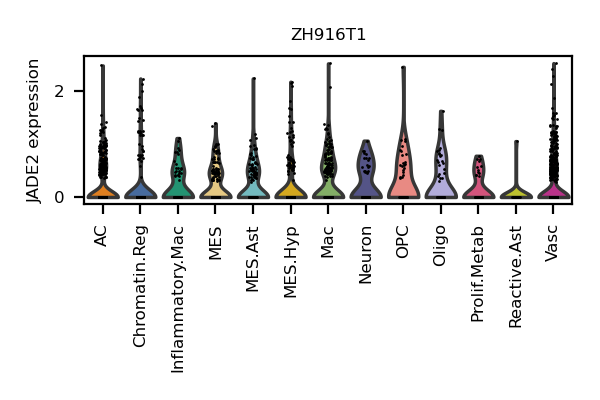 ZH916T1
JADE2 expression
2
0
AC
Chromatin.Reg
Inflammatory.Mac
MES
MES.Ast
MES.Hyp
Mac
Neuron
OPC
Oligo
Prolif.Metab
Reactive.Ast
Vasc